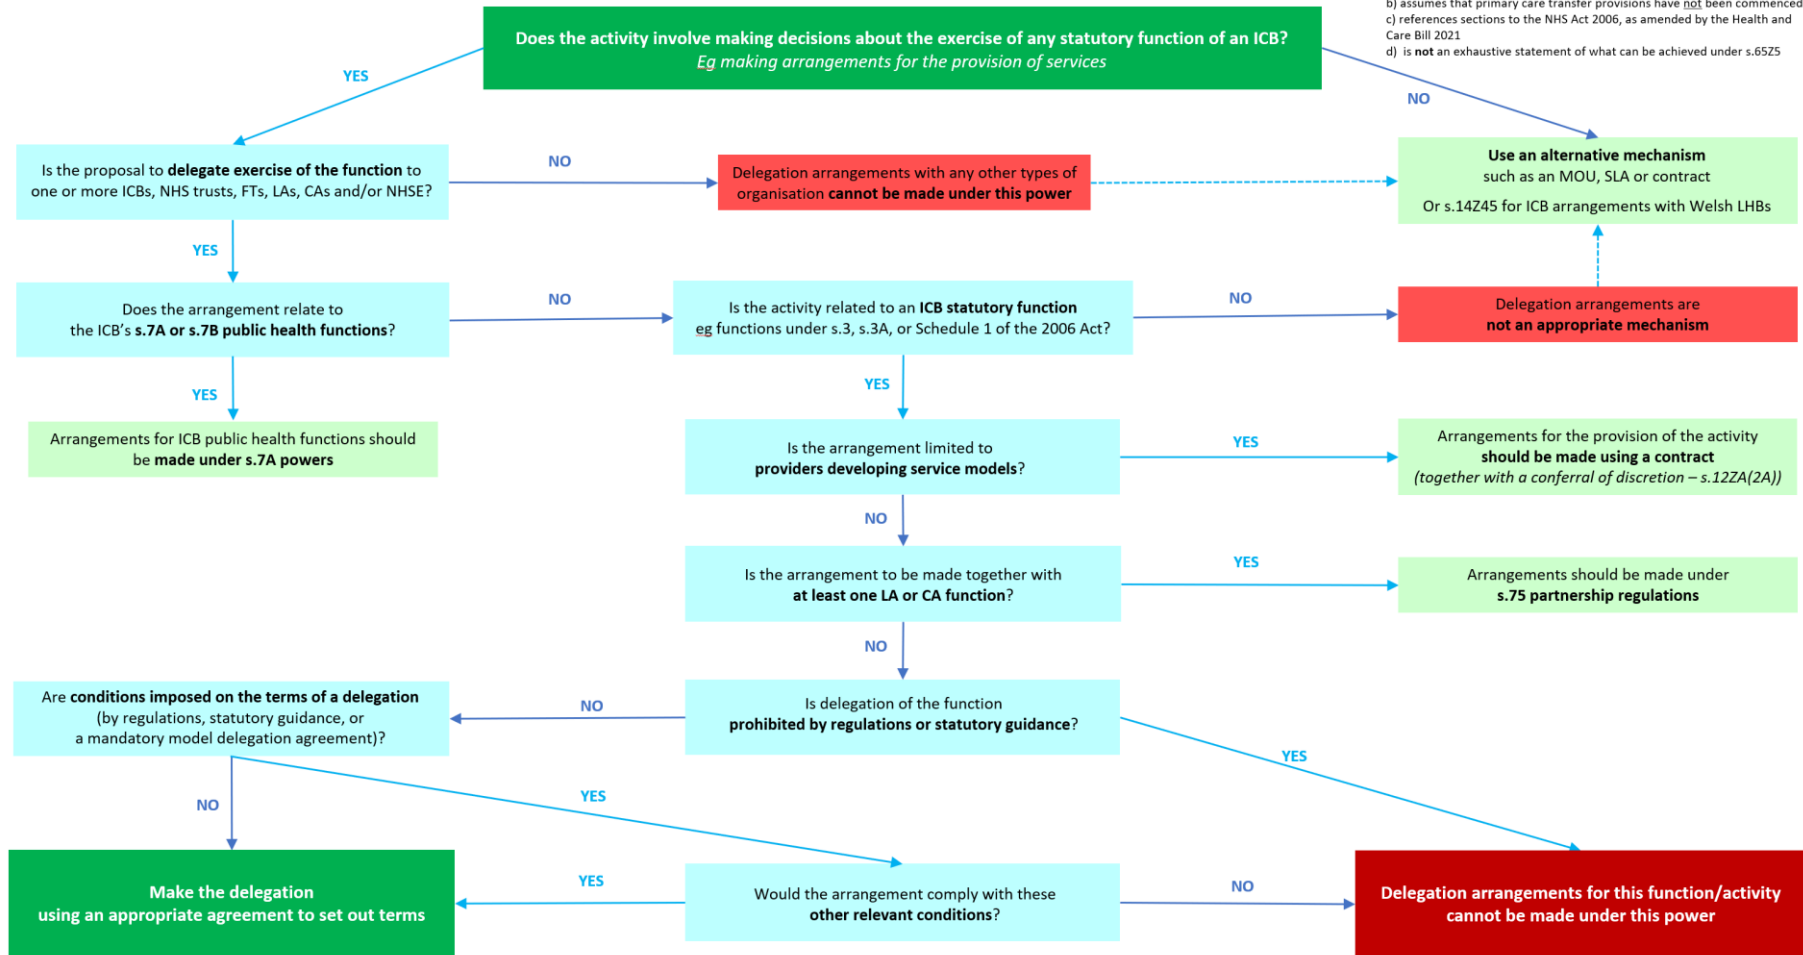 b) assumes that primary care transfer provisions have not been commenced
c) references sections to the NHS Act 2006, as amended by the Health and
Care Bill 2021
d) is not an exhaustive statement of what can be achieved under s.65Z5
Does the activity involve making decisions about the exercise of any statutory function of an ICB?
Eg making arrangements for the provision of services
YES
NO
Is the proposal to delegate exercise of the function to
one or more ICBs, NHS trusts, FTs, LAs, CAs and/or NHSE?
NO
Delegation arrangements with any other types of
organisation cannot be made under this power
Use an alternative mechanism
such as an MOU, SLA or contract
Or s.14Z45 for ICB arrangements with Welsh LHBs
YES
Does the arrangement relate to
the ICB's s.7A or s.7B public health functions?
NO
Is the activity related to an ICB statutory function
eg functions under s.3, s.3A, or Schedule 1 of the 2006 Act?
NO
Delegation arrangements are
not an appropriate mechanism
YES
YES
Arrangements for ICB public health functions should
be made under s.7A powers
Is the arrangement limited to
providers developing service models?
YES
Arrangements for the provision of the activity
should be made using a contract
(together with a conferral of discretion – s.12ZA(2A))
NO
Is the arrangement to be made together with
at least one LA or CA function?
YES
Arrangements should be made under
s.75 partnership regulations
NO
Are conditions imposed on the terms of a delegation
(by regulations, statutory guidance, or
a mandatory model delegation agreement)?
NO
Is delegation of the function
prohibited by regulations or statutory guidance?
YES
NO
YES
Make the delegation
using an appropriate agreement to set out terms
YES
Would the arrangement comply with these
other relevant conditions?
NO
Delegation arrangements for this function/activity
cannot be made under this power